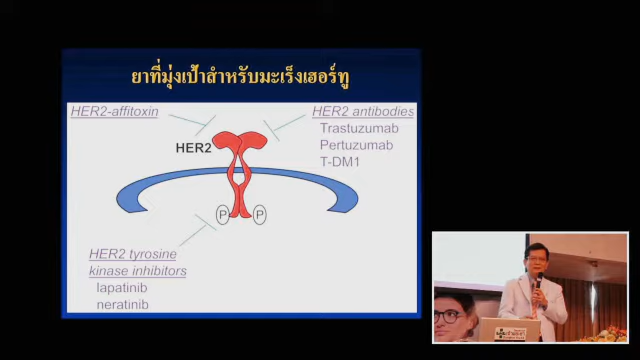 ยาที่มุ่งเป้าสำหรับมะเร็งเฮอร์ทู
HER2-affitoxin
HER2 antibodies
Trastuzumab
Pertuzumab
T-DM1
HER2
P
P
HER2 tyrosine
kinase inhibitors
lapatinib
neratinib